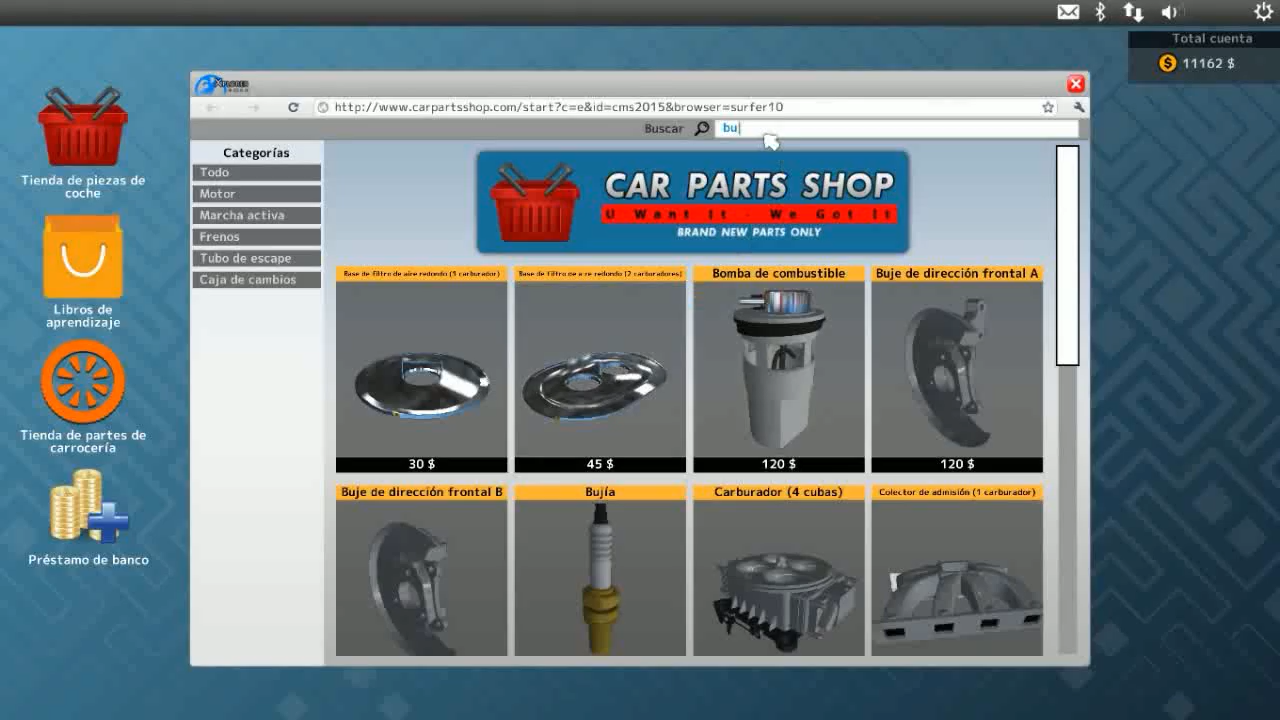 Total cuenta
11162 $
http://www.carpartsshop.com/start?c=e&id=cms2015&browser=surfer10
Buscar bu
Tienda de piezas de
coche
Libros de
aprendizaje
Tienda de partes de
carrocería
Préstamo de banco
Categorías
Todo
Motor
Marcha activa
Frenos
Tubo de escape
Caja de cambios
CAR PARTS SHOP
U Want It - We Got It
BRAND NEW PARTS ONLY
Base de filtro de aire redondo (1 carburador)
Base de filtro de aire redondo (2 carburadores)
Bomba de combustible
Buje de dirección frontal A
30 $
45 $
120 $
120 $
Buje de dirección frontal B
Bujía
Carburador (4 cubas)
Colector de admisión (1 carburador)